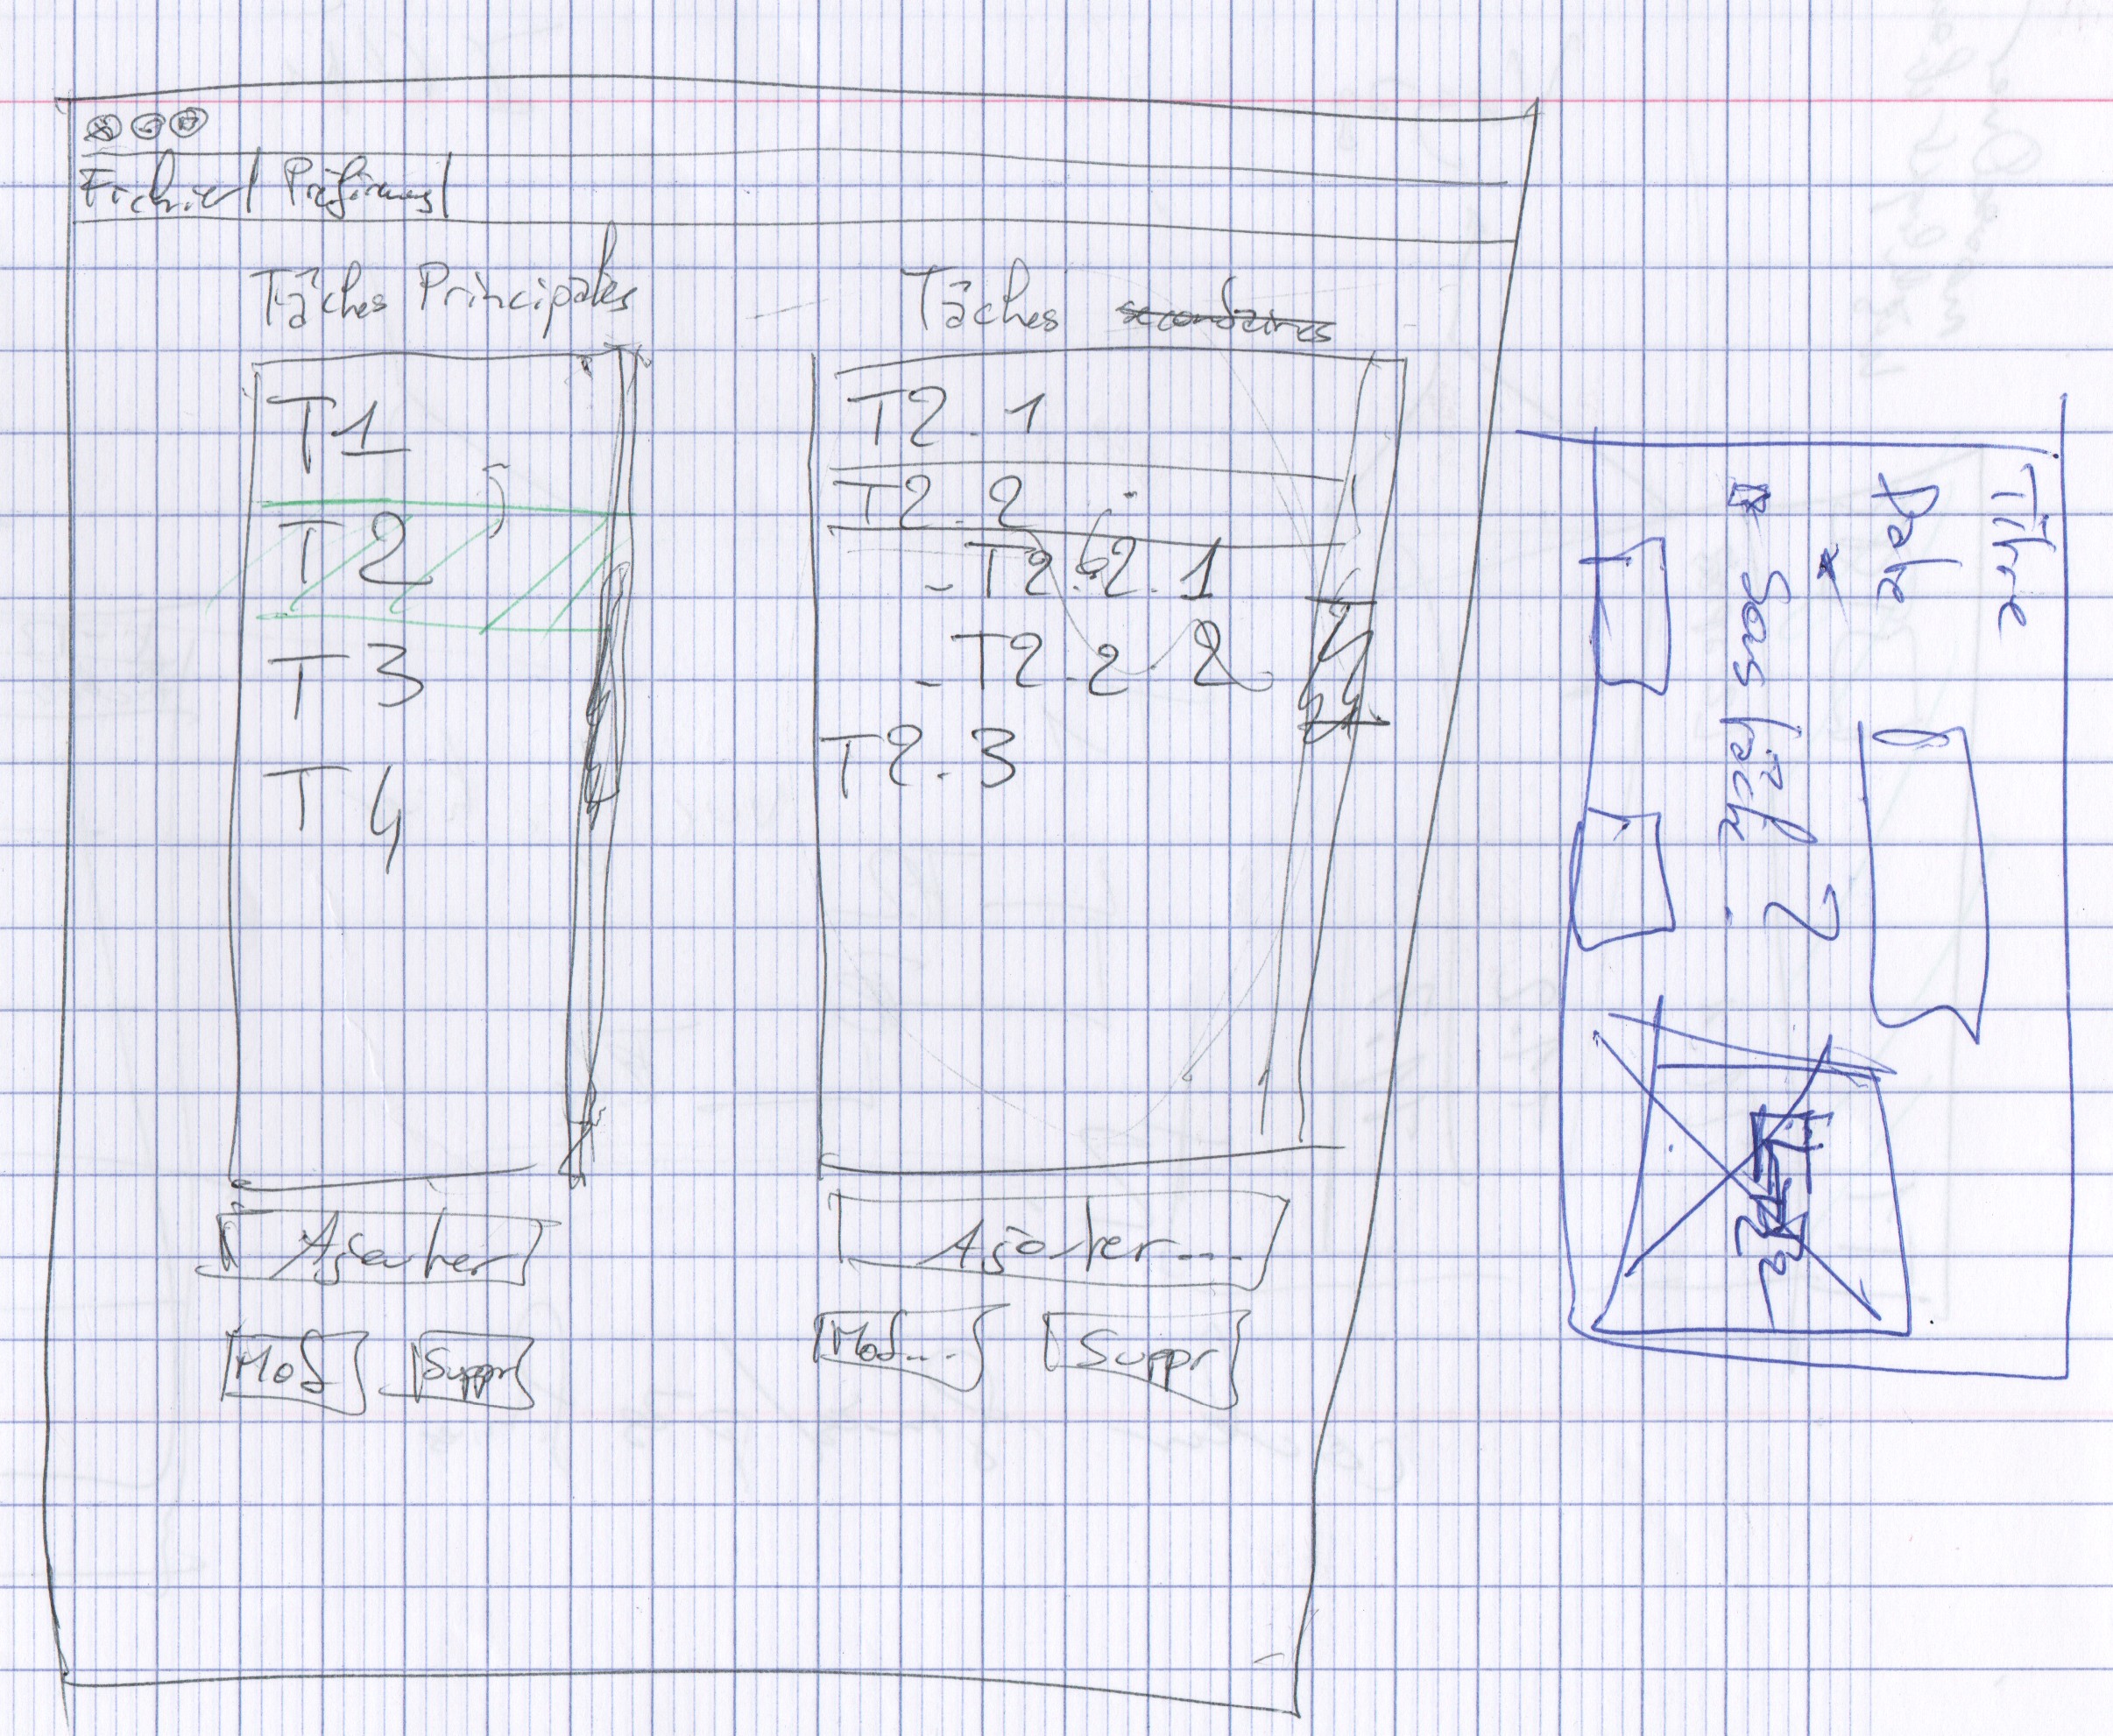 Fichier Préférences
Tâches Principales
T1
T2
T3
T4
Ajouter
Mod
Suppr
Tâches secondaires
T2.1
T2.2
- T2.2.1
- T2.2.2
T2.3
Ajouter...
Mod...
Suppr
Titre
Date
Sous tâche ?